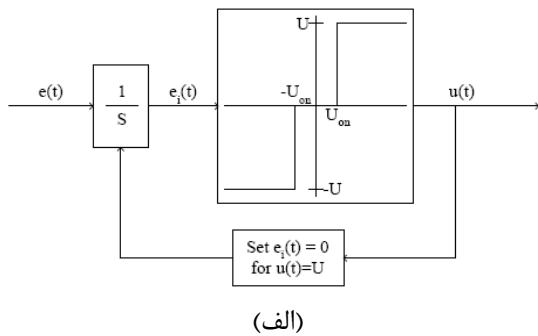 U
-U_on
e(t)
1
S
e_i(t)
U_on
u(t)
-U
Set e_i(t) = 0
for u(t)=U
(الف)